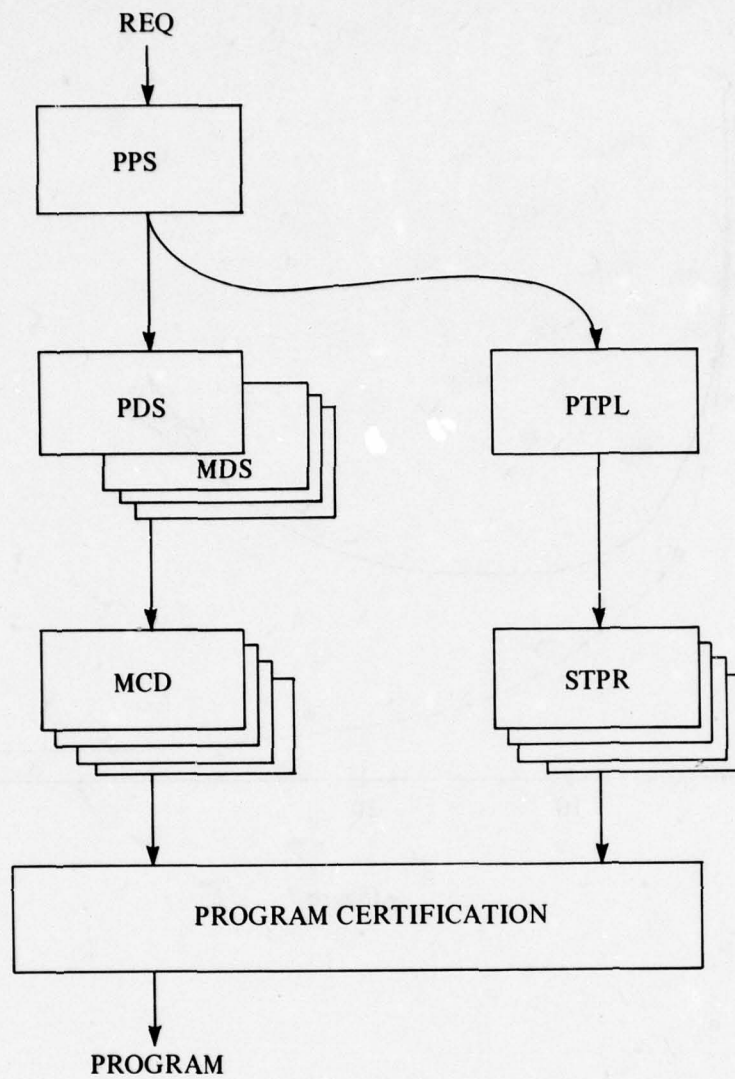 REQ
PPS
PDS
PTPL
MDS
MCD
STPR
PROGRAM CERTIFICATION
PROGRAM